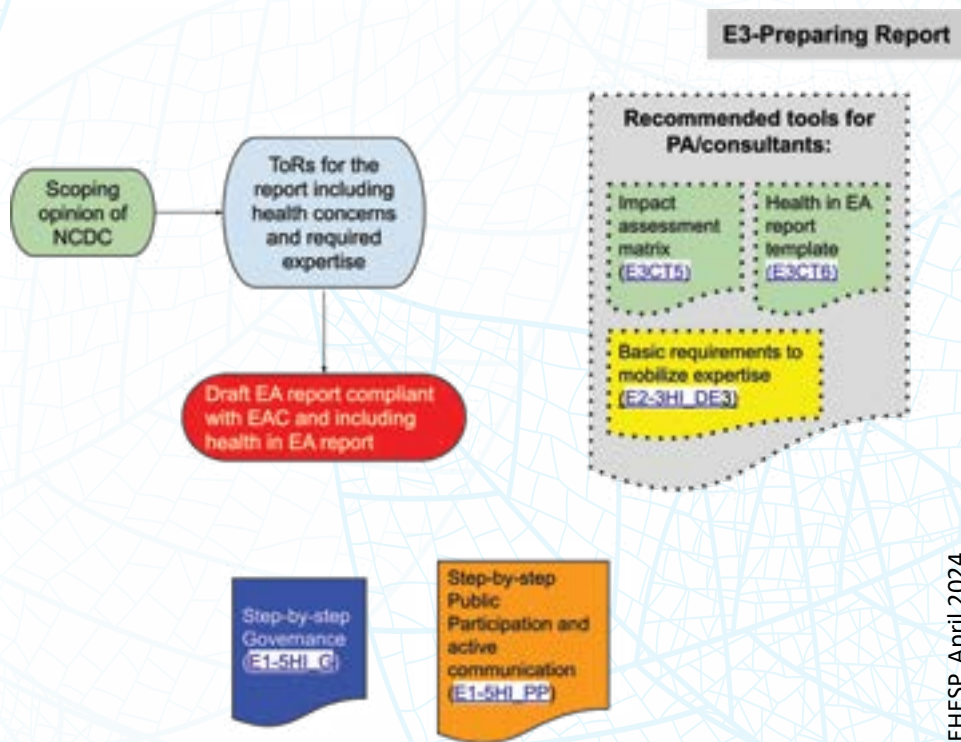 E3-Preparing Report
Scoping
opinion of
NCDC
ToRs for the
report including
health concerns
and required
expertise
Draft EA report compliant
with EAC and including
health in EA report
Recommended tools for
PA/consultants:
Impact
assessment
matrix
(E3CT5)
Health in EA
report
template
(E3CT6)
Basic requirements to
mobilize expertise
(E2-3HI_DE3)
Step-by-step
Governance
(E1-5HI_G)
Step-by-step
Public
Participation and
active
communication
(E1-5HI_PP)
EHESP, April 2024